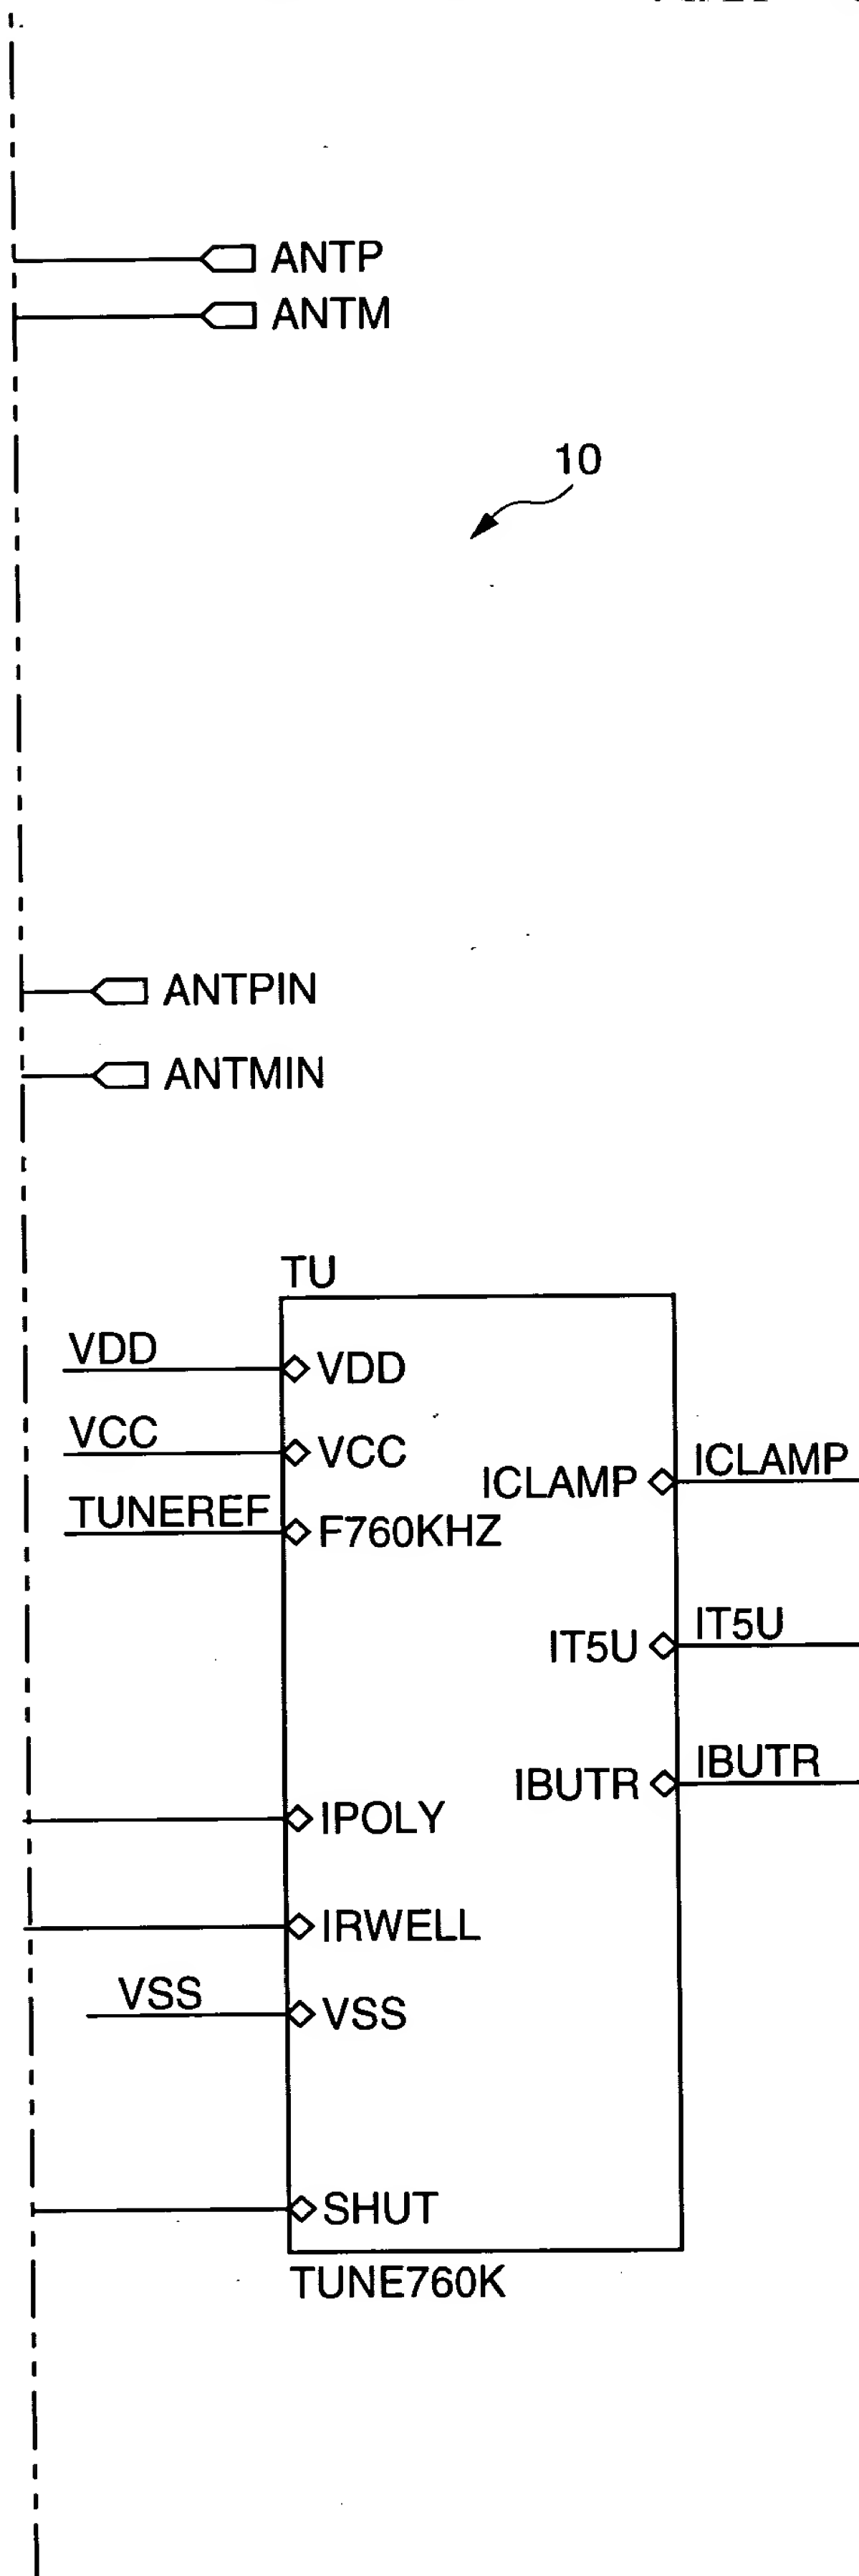 ANTP
ANTM
10
ANTPIN
ANTMIN
TU
VDD
VDD
VCC
VCC
ICLAMP
ICLAMP
TUNEREF
F760KHZ
IT5U
IT5U
IBUTR
IBUTR
IPOLY
IRWELL
VSS
VSS
SHUT
TUNE760K